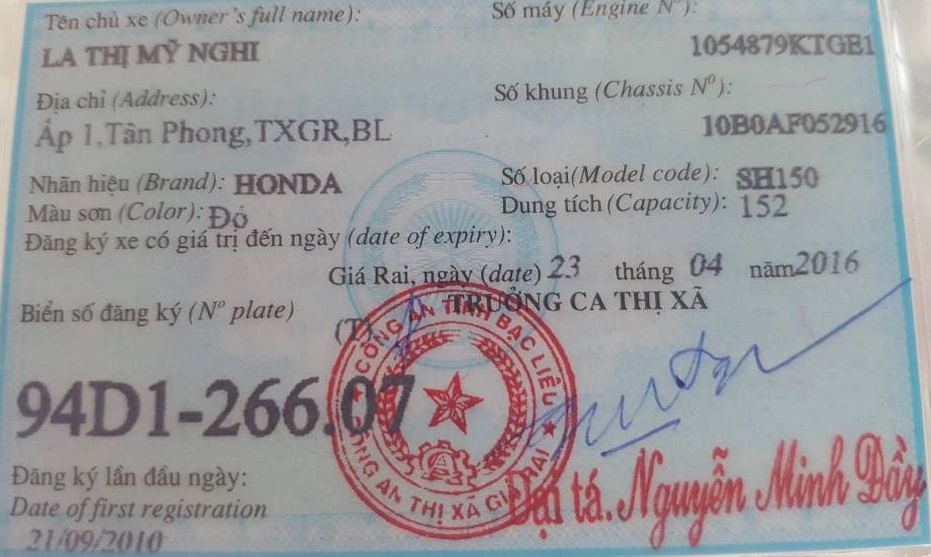 Tên chủ xe (Owner's full name):
LA THỊ MỸ NGHI
Địa chỉ (Address):
Ấp 1,Tân Phong,TXGR,BL
Số máy (Engine Nº):
1054879KTGE1
Số khung (Chassis Nº):
10B0AF052916
Nhãn hiệu (Brand): HONDA
Số loại(Model code): SH150
Màu sơn (Color): Đỏ
Dung tích (Capacity): 152
Đăng ký xe có giá trị đến ngày (date of expiry):
Giá Rai, ngày (date) 23 tháng 04 năm2016
TRƯỞNG CA THỊ XÃ
Biển số đăng ký (Nº plate)
(T).
94D1-266.07
CÔNG AN TỈNH BẠC LIÊU
CÔNG AN THỊ XÃ GIÁ RAI
Đại tá. Nguyễn Minh Đầy
Đăng ký lần đầu ngày:
Date of first registration
21/09/2010